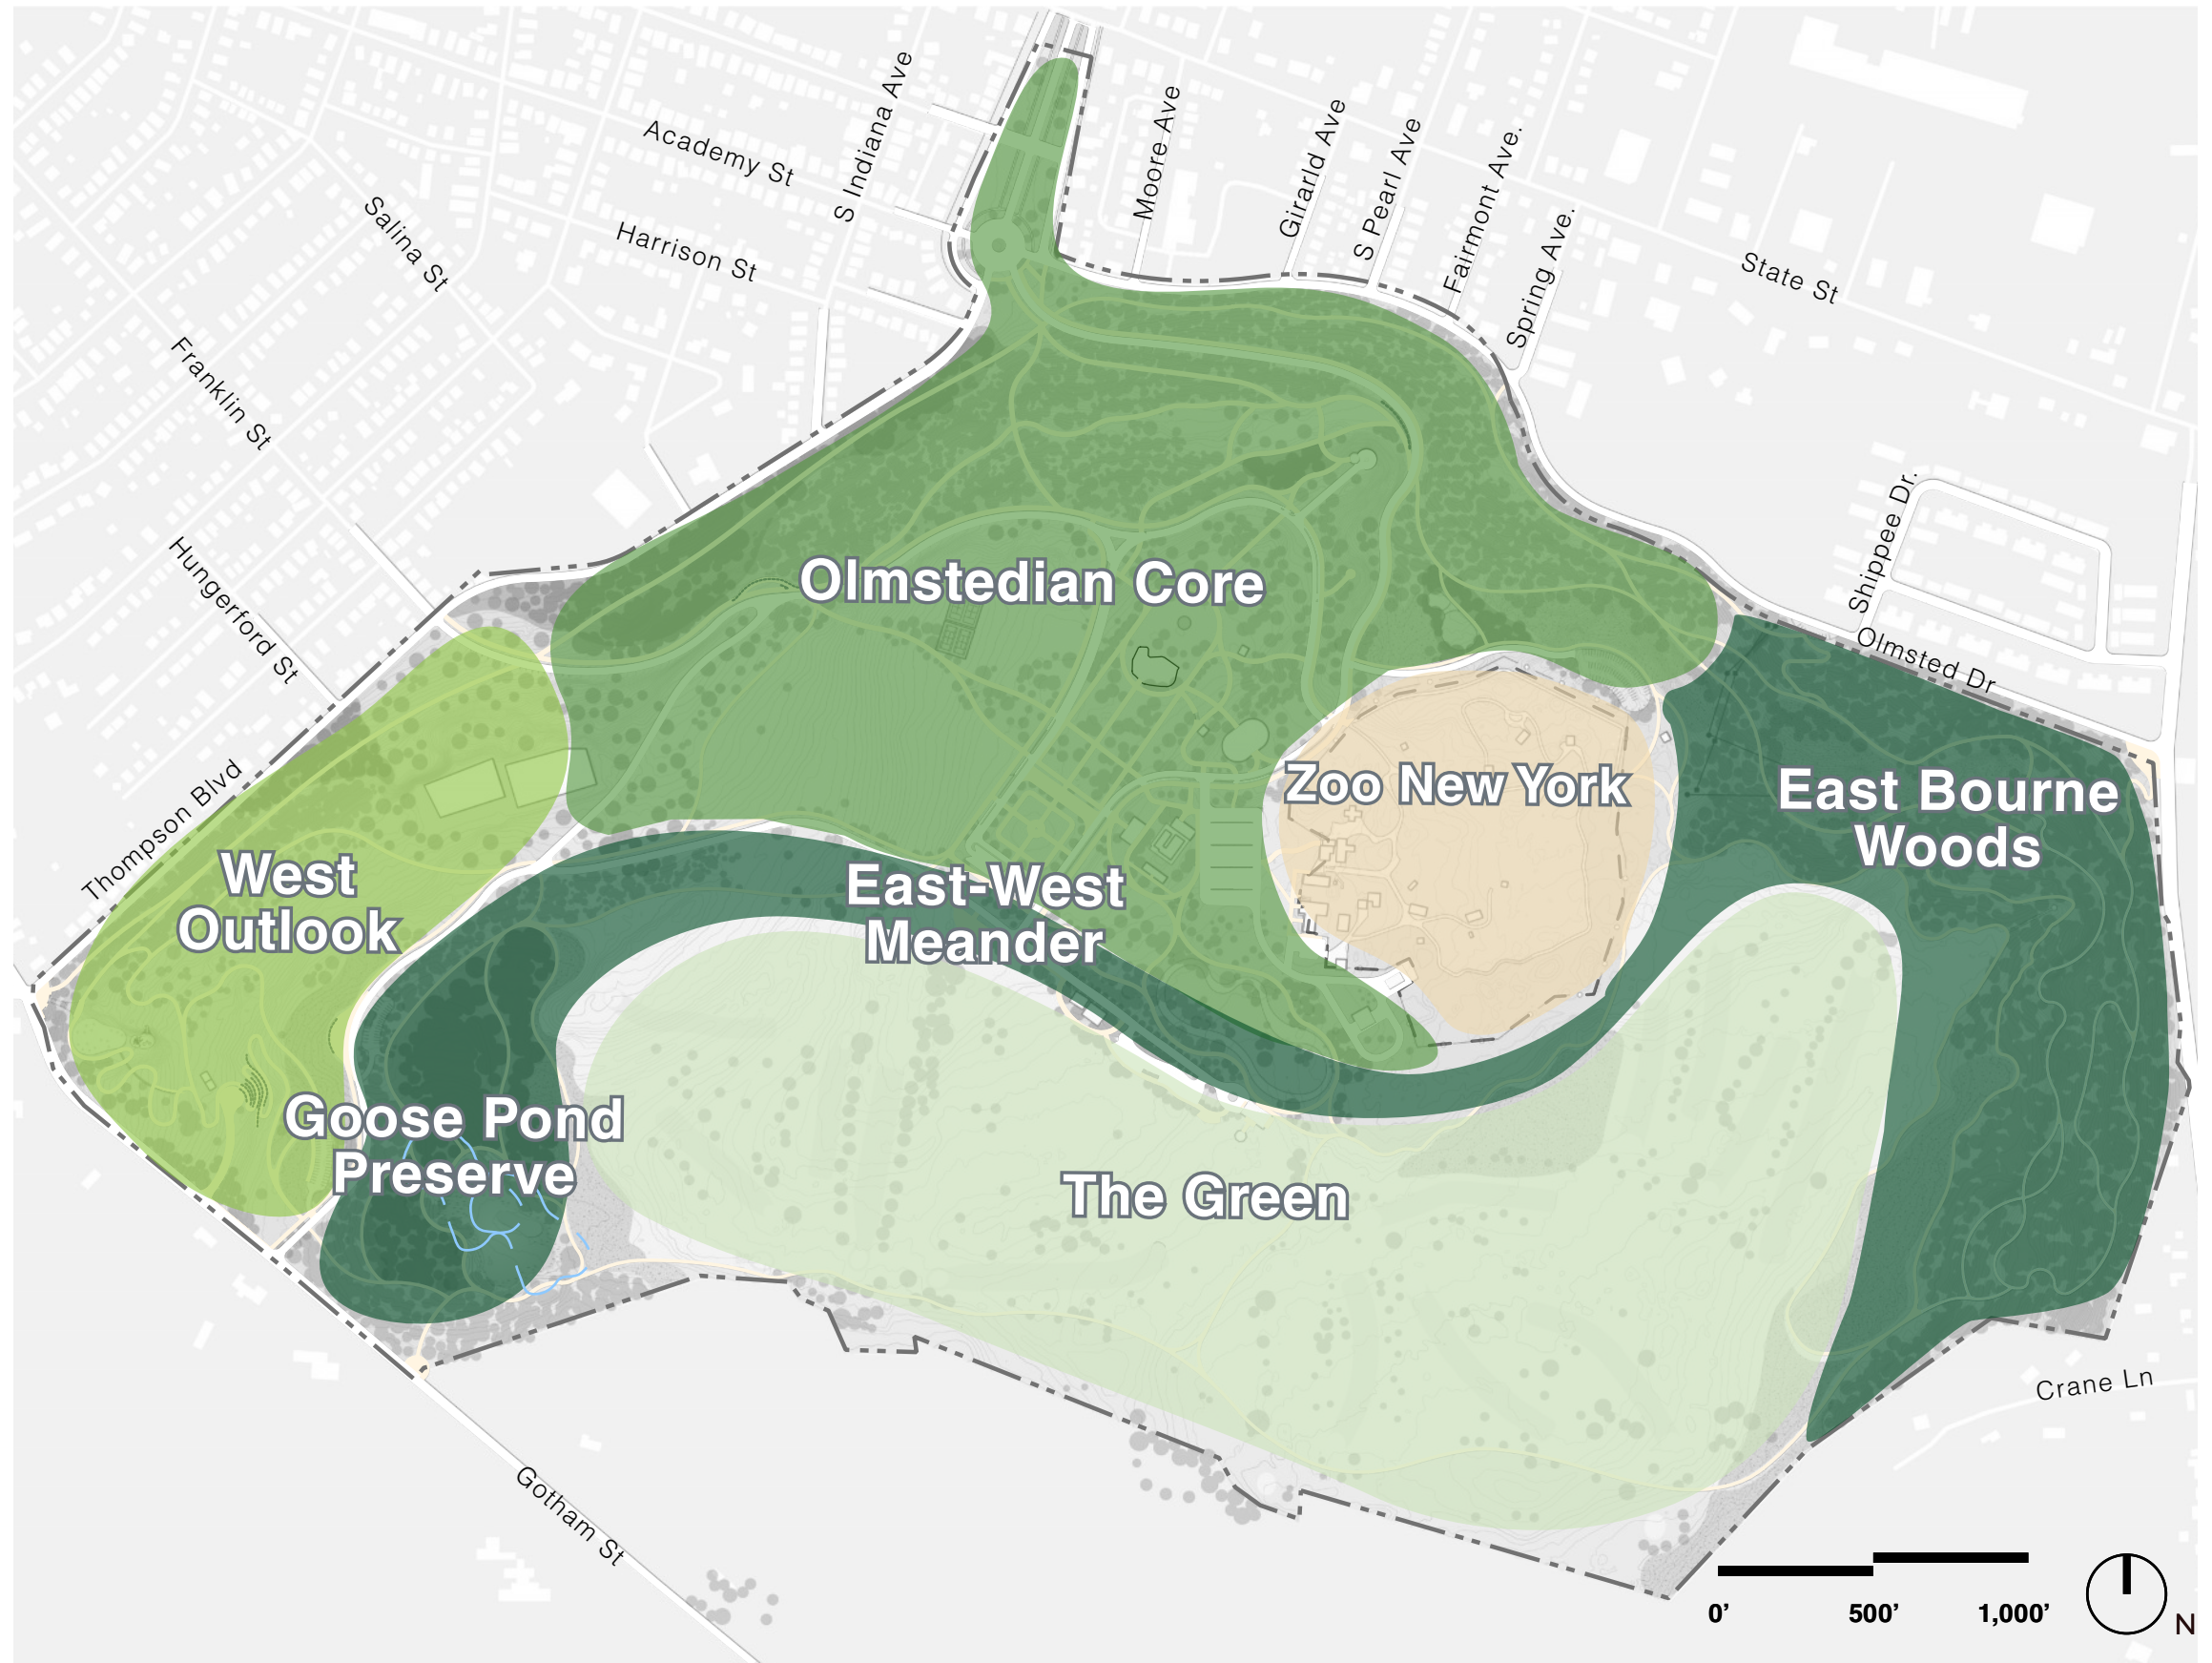 Academy St
S Indiana Ave
Moore Ave
Girarld Ave
S Pearl Ave
Fairmont Ave.
Spring Ave.
State St
Salina St
Harrison St
Franklin St
Hungerford St
Shippee Dr.
Olmsted Dr
Thompson Blvd
Olmstedian Core
Zoo New York
East Bourne
Woods
West
Outlook
East-West
Meander
Goose Pond
Preserve
The Green
Crane Ln
Gotham St
0’ 500’ 1,000’
N